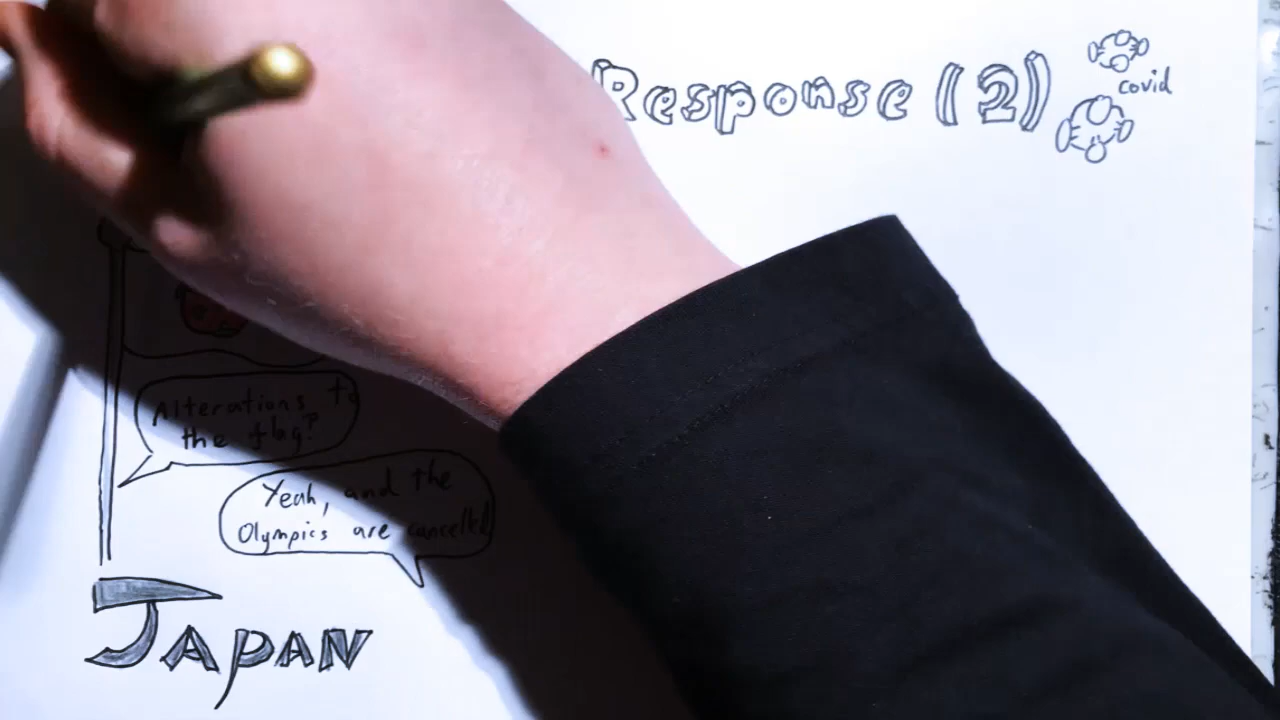 Response (2)
covid
Alterations to
the flag?
Yeah, and the
Olympics are cancelled
JAPAN